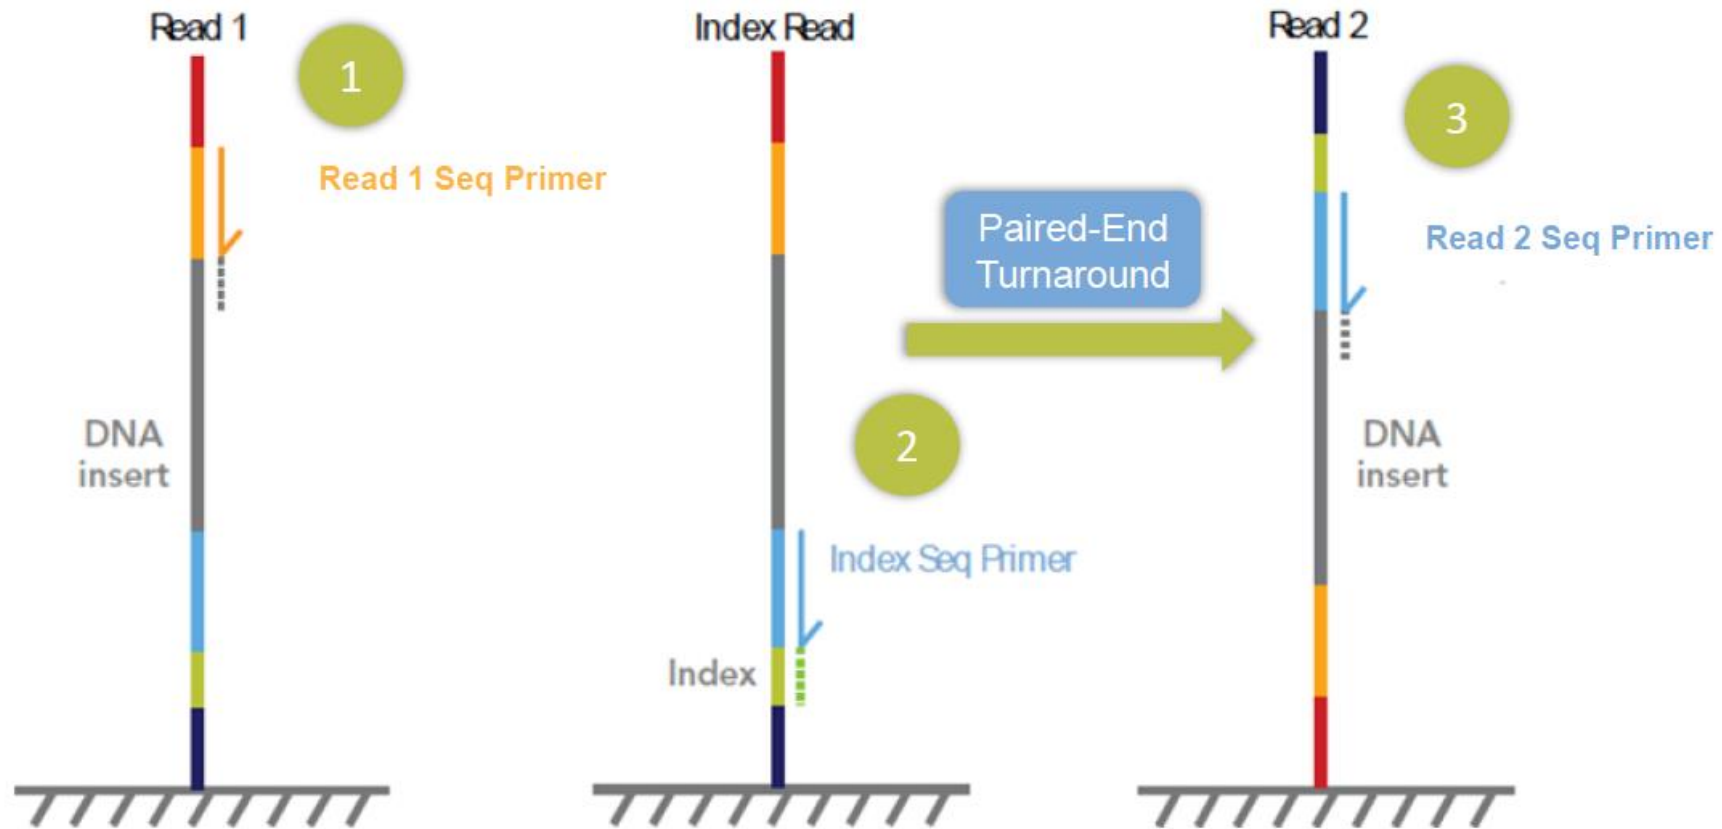 Read 1
1
Read 1 Seq Primer
DNA
insert
Index Read
2
Index Seq Primer
Index
Paired-End
Turnaround
Read 2
3
Read 2 Seq Primer
DNA
insert